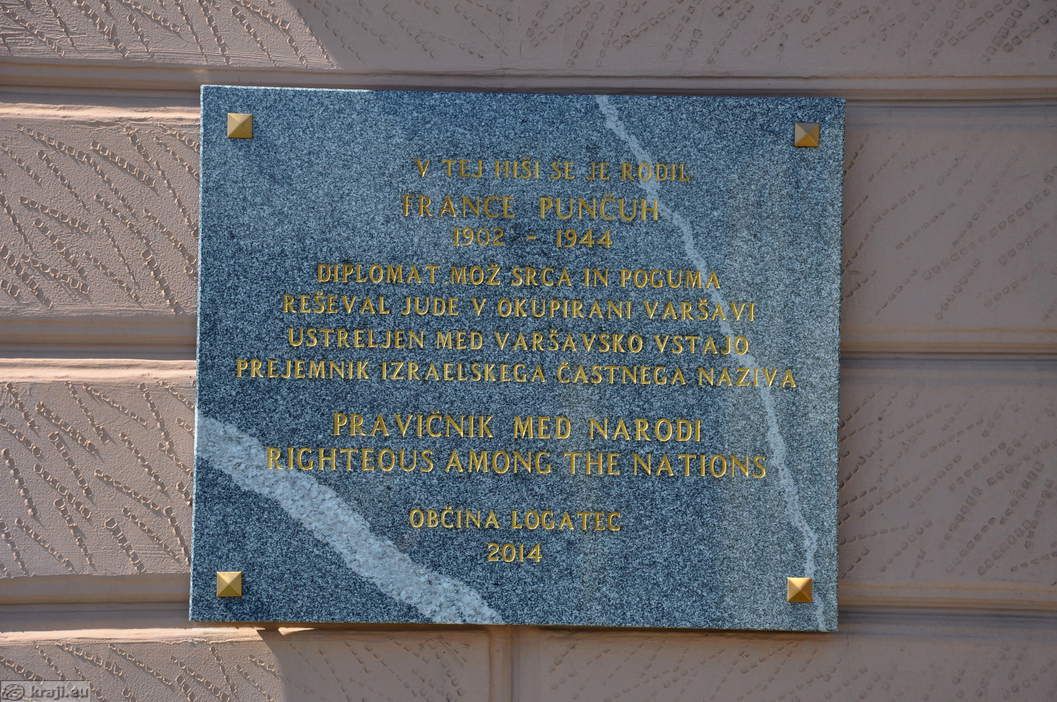 V TEJ HIŠI SE JE RODIL
FRANCE PUNČUH
1902 - 1944
DIPLOMAT MOŽ SRCA IN POGUMA
REŠEVAL JUDE V OKUPIRANI VARŠAVI
USTRELJEN MED VARŠAVSKO VSTAJO
PREJEMNIK IZRAELSKEGA ČASTNEGA NAZIVA
PRAVIČNIK MED NARODI
RIGHTEOUS AMONG THE NATIONS
OBČINA LOGATEC
2014
kraji.eu